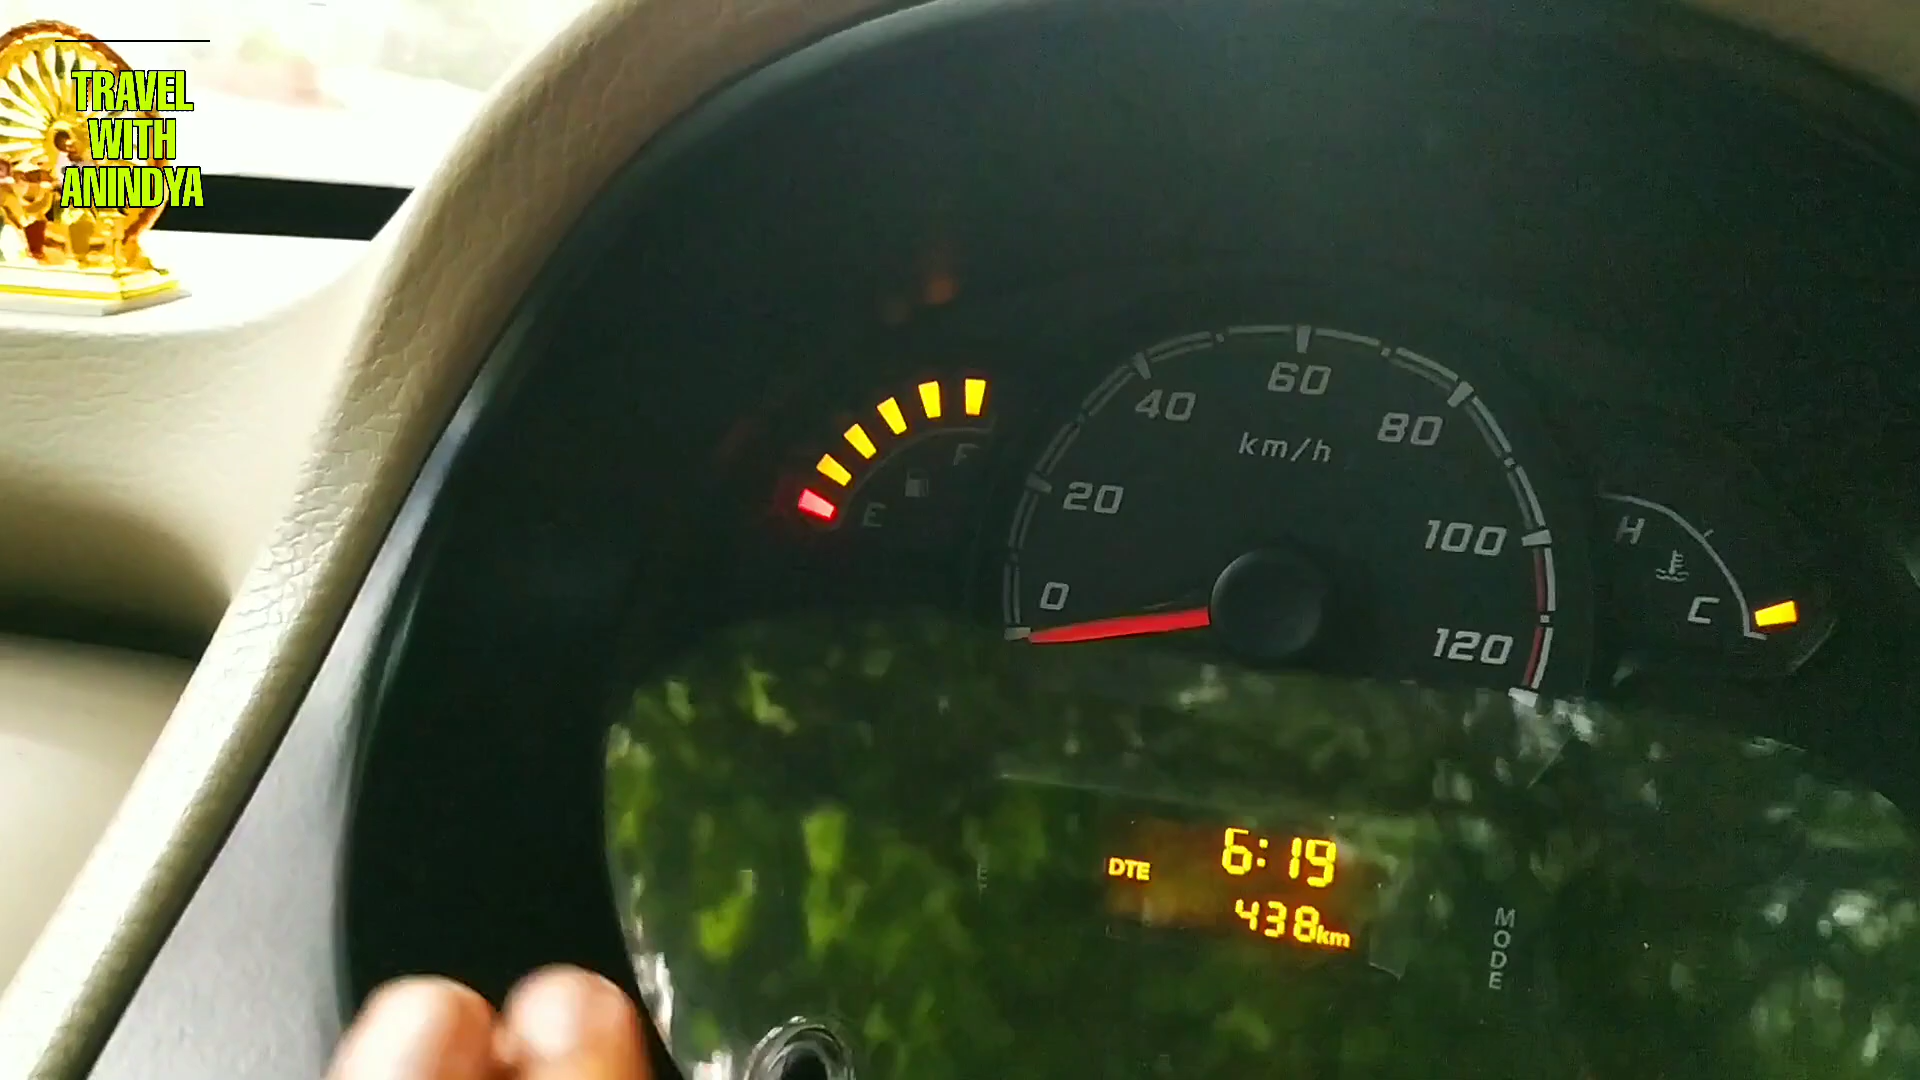 TRAVEL
WITH
ANINDYA
60
40
80
km/h
20
100
0
120
F
E
H
C
6:19
DTE
438km
MODE